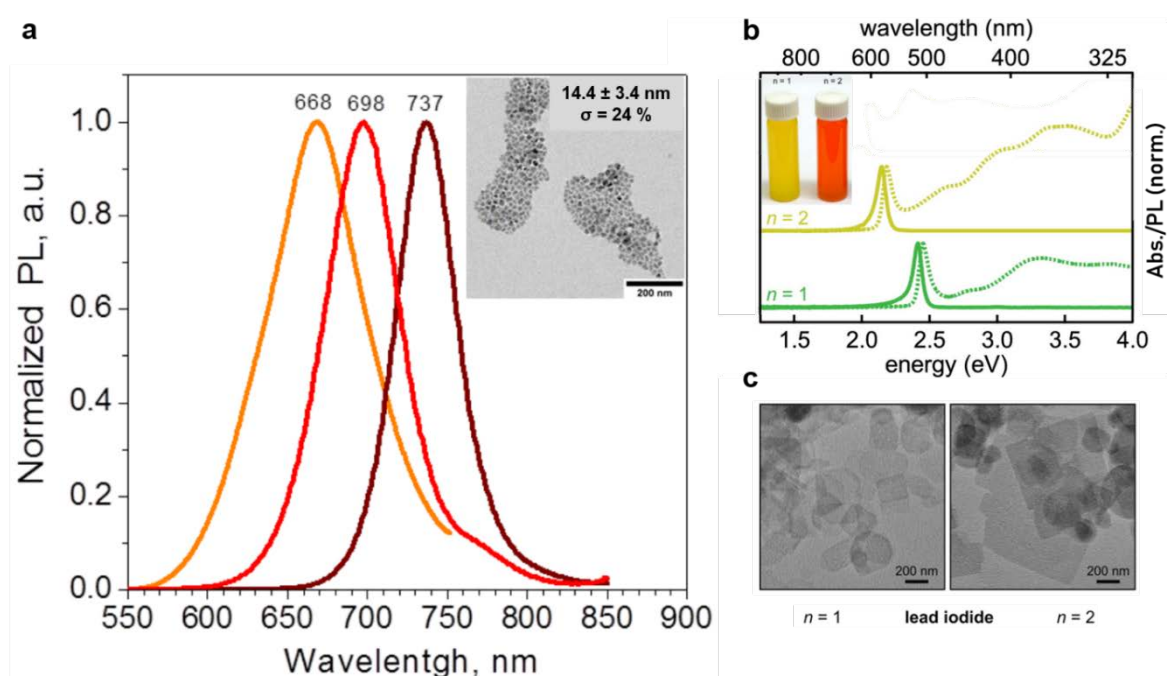 a
668 698 737
14.4 ± 3.4 nm
σ = 24 %
200 nm
1.0
0.8
0.6
0.4
0.2
0.0
Normalized PL, a.u.
550 600 650 700 750 800 850 900
Wavelentgh, nm
b
wavelength (nm)
800 600 500 400 325
n = 1 n = 2
n = 2
n = 1
Abs./PL (norm.)
1.5 2.0 2.5 3.0 3.5 4.0
energy (eV)
c
200 nm 200 nm
n = 1 lead iodide n = 2